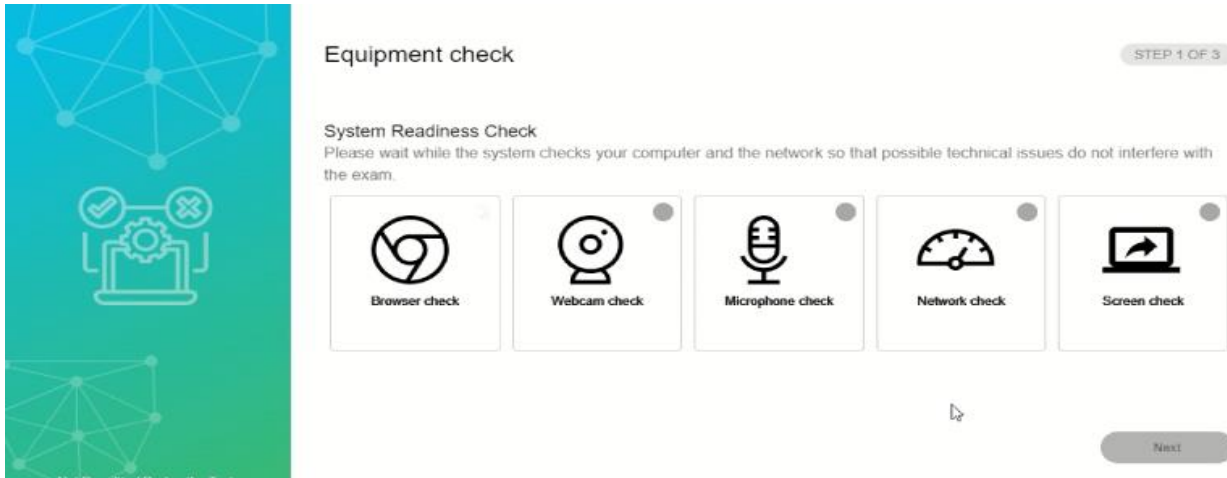 Equipment check
STEP 1 OF 3
System Readiness Check
Please wait while the system checks your computer and the network so that possible technical issues do not interfere with
the exam.
Browser check
Webcam check
Microphone check
Network check
Screen check
Next